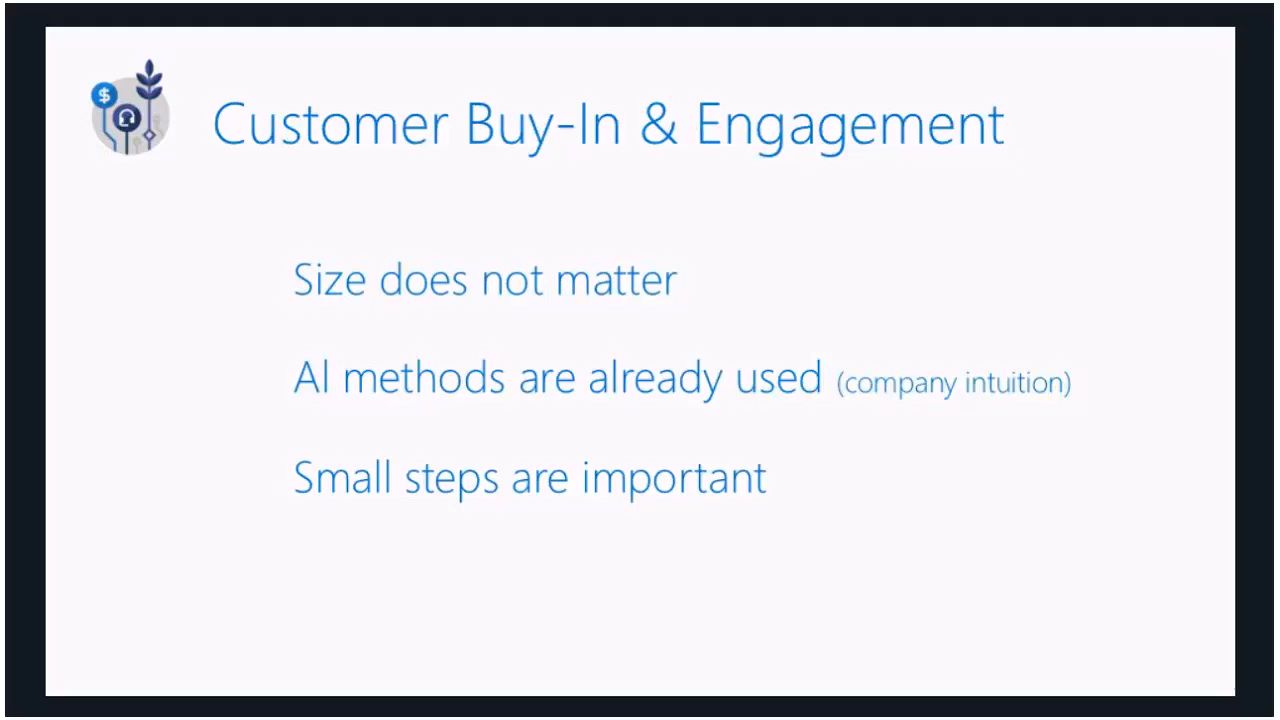 $
Customer Buy-In & Engagement
Size does not matter
AI methods are already used (company intuition)
Small steps are important